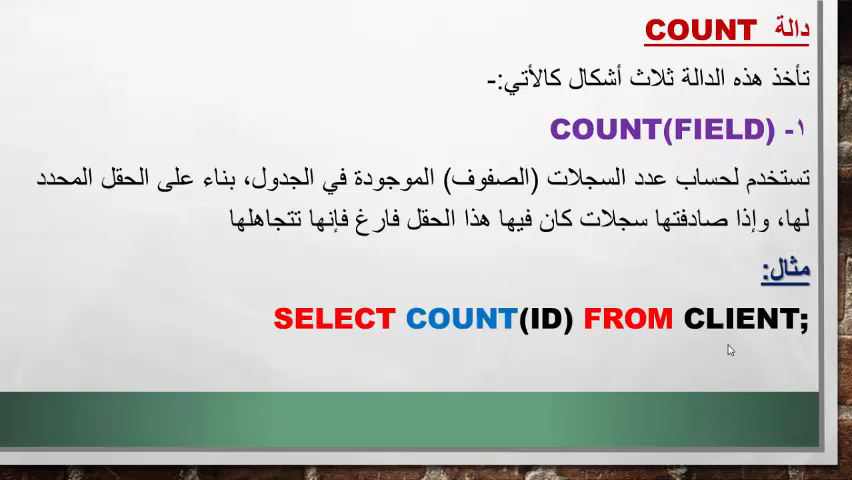 دالة COUNT
تأخذ هذه الدالة ثلاث أشكال كالأتي:-
١- COUNT(FIELD)
تستخدم لحساب عدد السجلات (الصفوف) الموجودة في الجدول، بناء على الحقل المحدد
لها، وإذا صادفتها سجلات كان فيها هذا الحقل فارغ فإنها تتجاهلها
مثال:
SELECT COUNT(ID) FROM CLIENT;